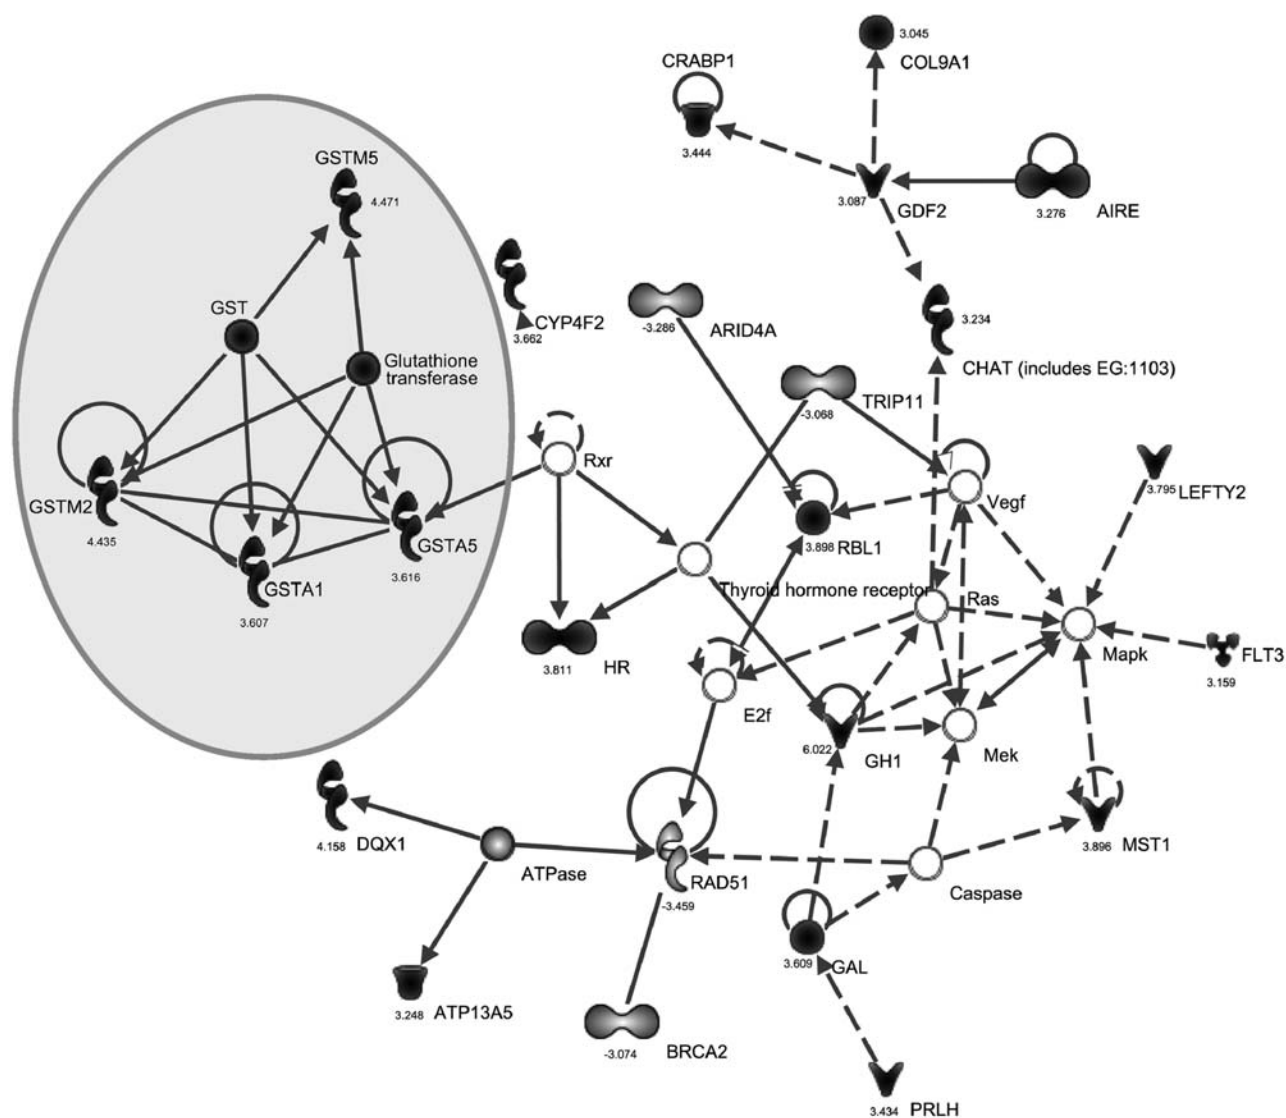 3.045
COL9A1
CRABP1
3.444
3.087
GDF2
3.276
AIRE
GSTM5
4.471
GST
Glutathione
transferase
CYP4F2
3.662
-3.286
ARID4A
3.234
CHAT (includes EG:1103)
TRIP11
-3.068
Rxr
Vegf
3.795
LEFTY2
GSTM2
4.435
GSTA5
3.616
GSTA1
3.607
3.898
RBL1
Thyroid hormone receptor
Ras
Mapk
FLT3
3.159
3.811
HR
E2f
6.022
GH1
Mek
4.158
DQX1
ATPase
RAD51
-3.459
3.896
MST1
Caspase
3.609
GAL
3.248
ATP13A5
-3.074
BRCA2
3.434
PRLH